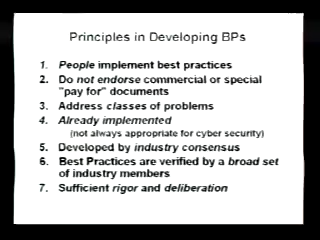 Principles in Developing BPs
1. People implement best practices
2. Do not endorse commercial or special
"pay for" documents
3. Address classes of problems
4. Already implemented
(not always appropriate for cyber security)
5. Developed by industry consensus
6. Best Practices are verified by a broad set
of industry members
7. Sufficient rigor and deliberation